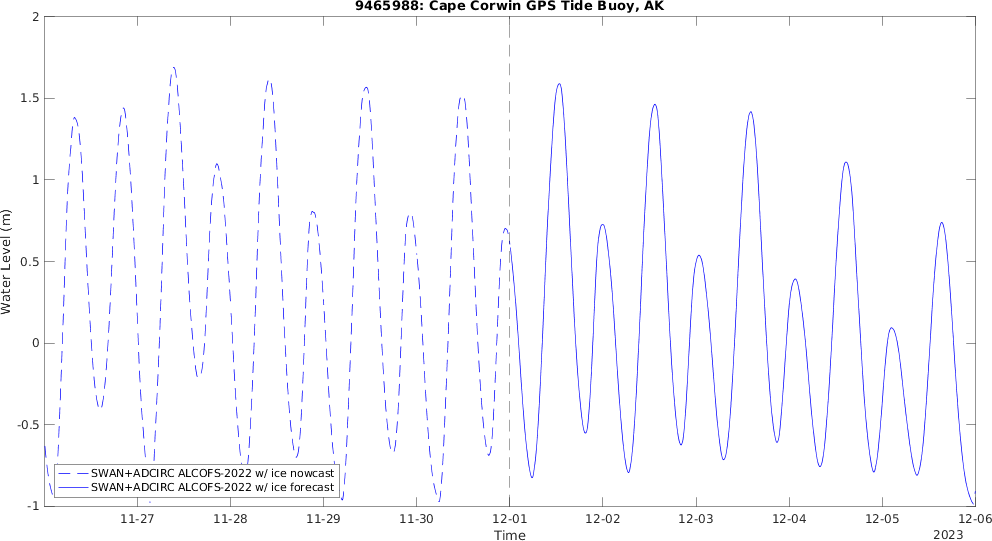 9465988: Cape Corwin GPS Tide Buoy, AK
Water Level (m)
2
1.5
1
0.5
0
-0.5
-1
SWAN+ADCIRC ALCOFS-2022 w/ ice nowcast
SWAN+ADCIRC ALCOFS-2022 w/ ice forecast
11-27 11-28 11-29 11-30 12-01 12-02 12-03 12-04 12-05 12-06
Time
2023